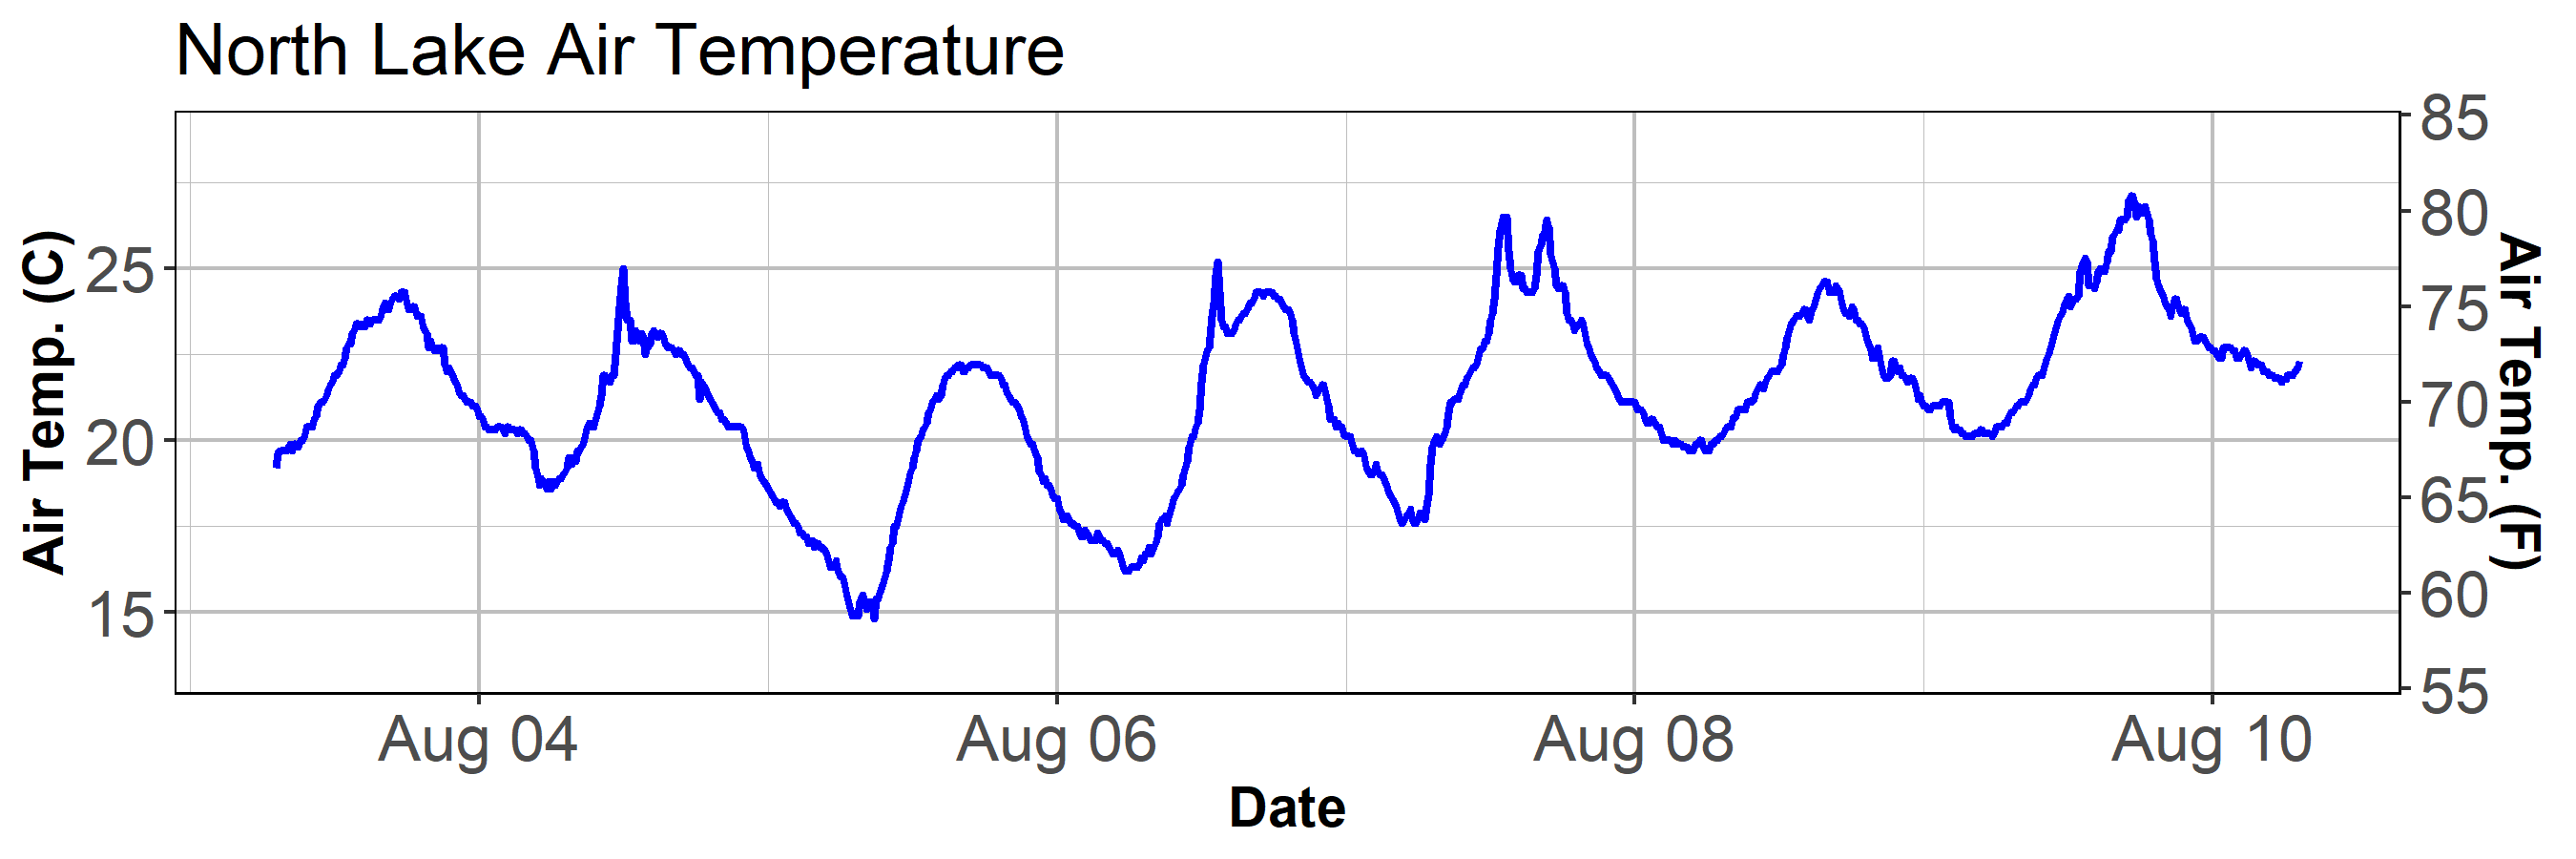 North Lake Air Temperature
Air Temp. (C)
25
20
15
85
80
75
70
65
60
55
Air Temp. (F)
Aug 04 Aug 06 Aug 08 Aug 10
Date